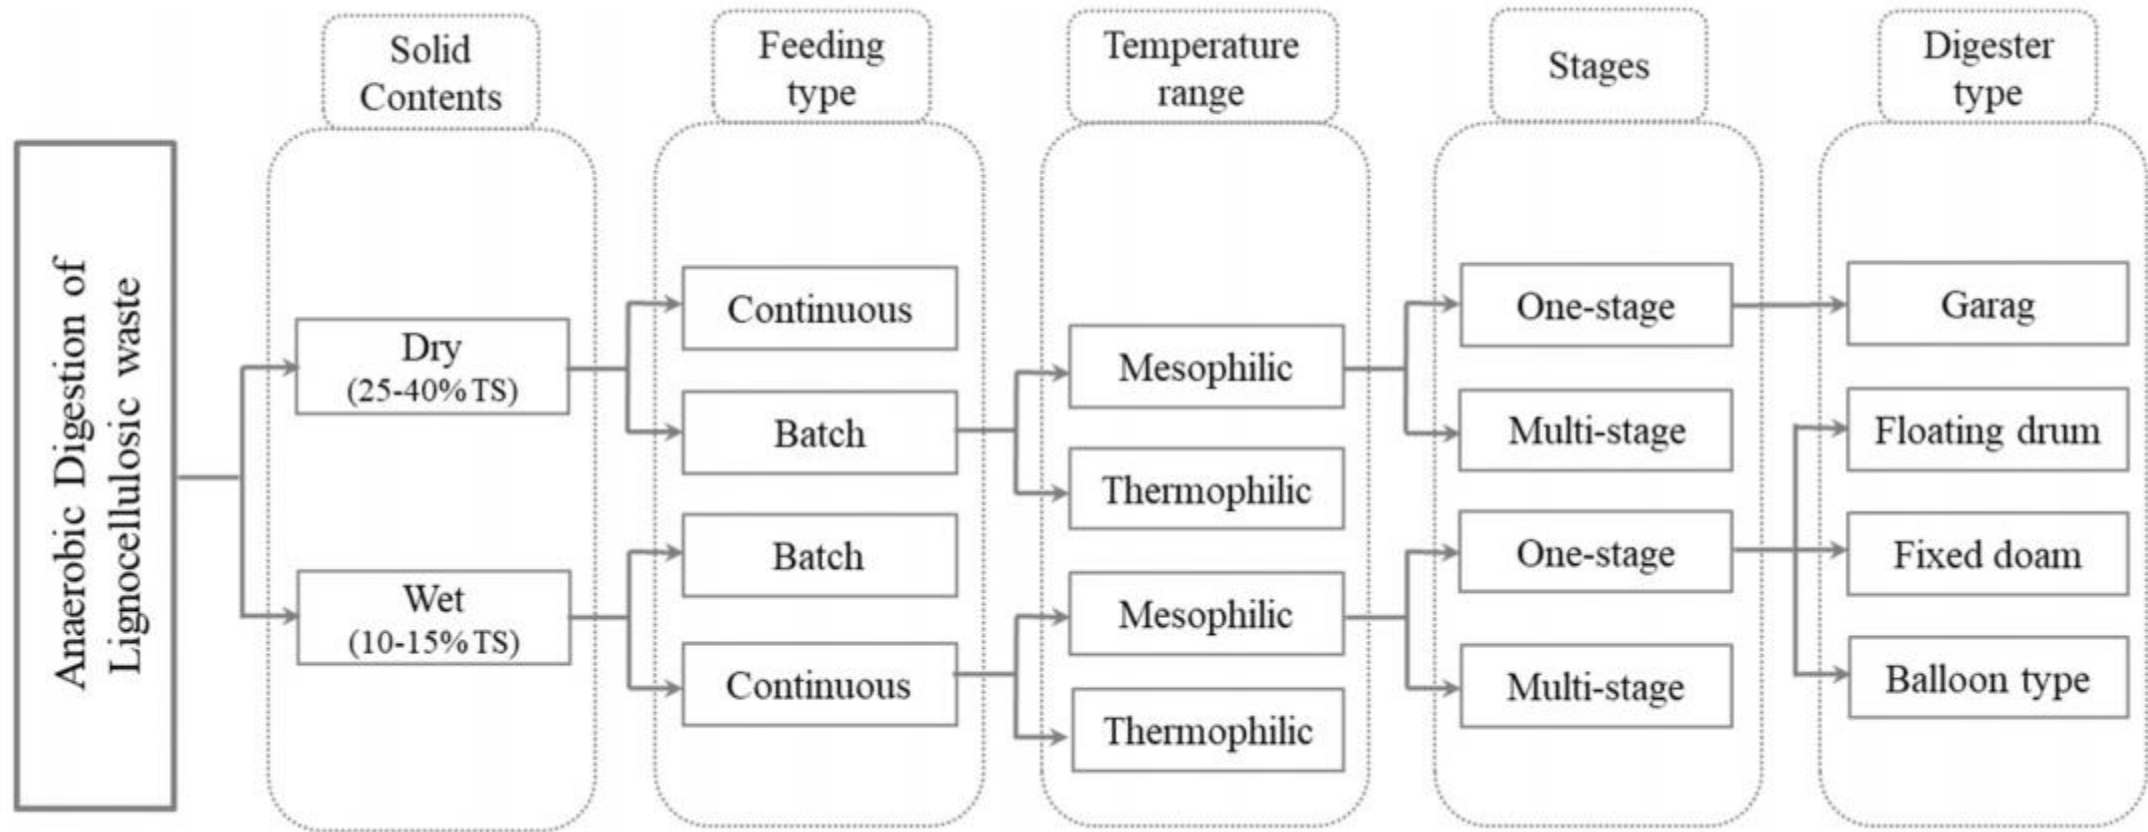 Anaerobic Digestion of
Lignocellulosic waste
Solid
Contents
Dry
(25-40% TS)
Wet
(10-15% TS)
Feeding
type
Continuous
Batch
Batch
Continuous
Temperature
range
Mesophilic
Thermophilic
Mesophilic
Thermophilic
Stages
One-stage
Multi-stage
One-stage
Multi-stage
Digester
type
Garag
Floating drum
Fixed doam
Balloon type